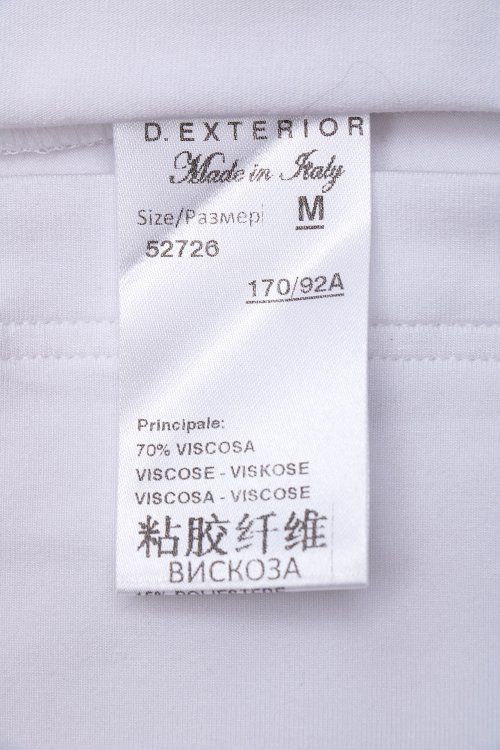 D. EXTERIOR
Made in Italy
Size/Размер M
52726
170/92A
Principale:
70% VISCOSA
VISCOSE - VISKOSE
VISCOSA - VISCOSE
粘胶纤维
ВИСКОЗА